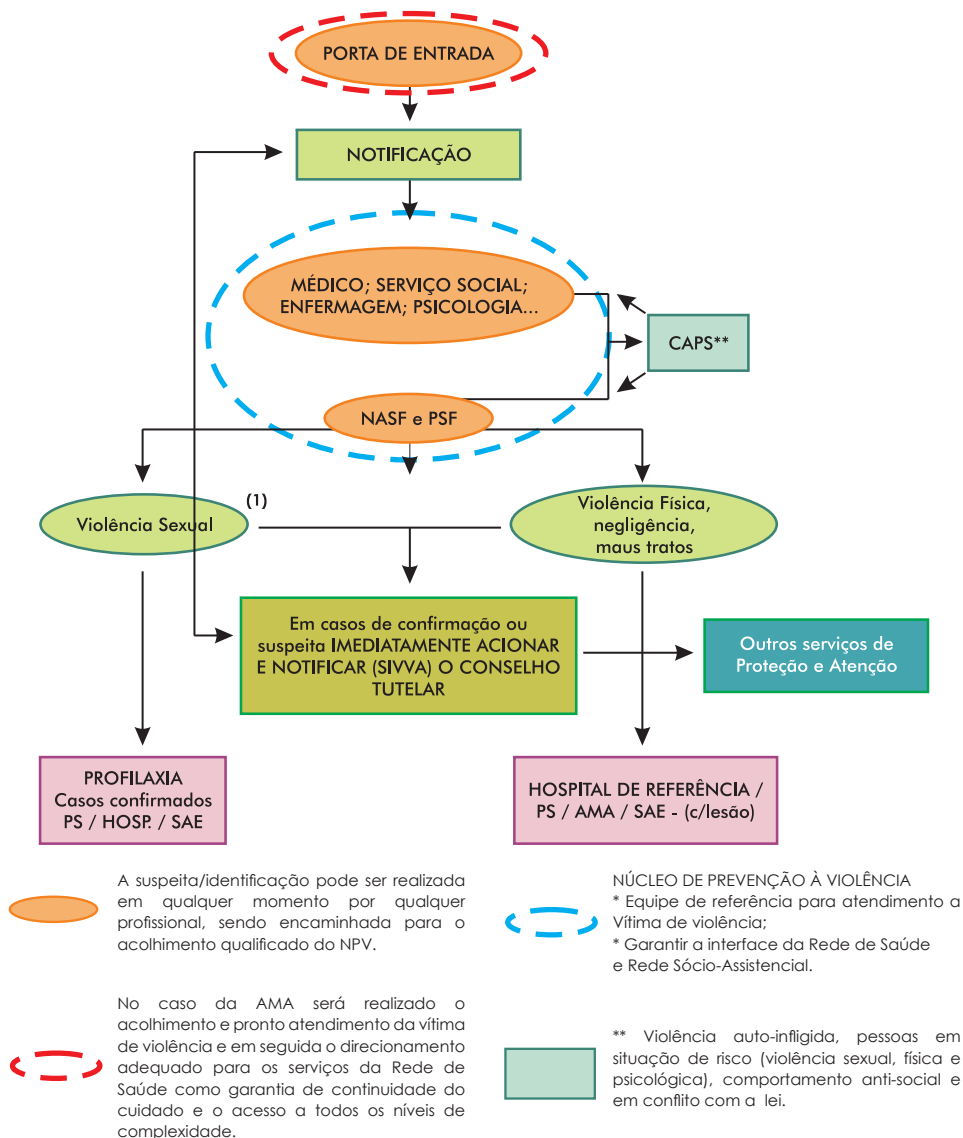 PORTA DE ENTRADA
NOTIFICAÇÃO
MÉDICO; SERVIÇO SOCIAL;
ENFERMAGEM; PSICOLOGIA...
CAPS**
NASF e PSF
Violência Sexual
(1)
Violência Física,
negligência,
maus tratos
Em casos de confirmação ou
suspeita IMEDIATAMENTE ACIONAR
E NOTIFICAR (SIVVA) O CONSELHO
TUTELAR
Outros serviços de
Proteção e Atenção
PROFILAXIA
Casos confirmados
PS / HOSP. / SAE
HOSPITAL DE REFERÊNCIA /
PS / AMA / SAE - (c/lesão)
A suspeita/identificação pode ser realizada
em qualquer momento por qualquer
profissional, sendo encaminhada para o
acolhimento qualificado do NPV.
NÚCLEO DE PREVENÇÃO À VIOLÊNCIA
* Equipe de referência para atendimento a
Vítima de violência;
* Garantir a interface da Rede de Saúde
e Rede Sócio-Assistencial.
No caso da AMA será realizado o
acolhimento e pronto atendimento da vítima
de violência e em seguida o direcionamento
adequado para os serviços da Rede de
Saúde como garantia de continuidade do
cuidado e o acesso a todos os níveis de
complexidade.
** Violência auto-infligida, pessoas em
situação de risco (violência sexual, física e
psicológica), comportamento anti-social e
em conflito com a lei.